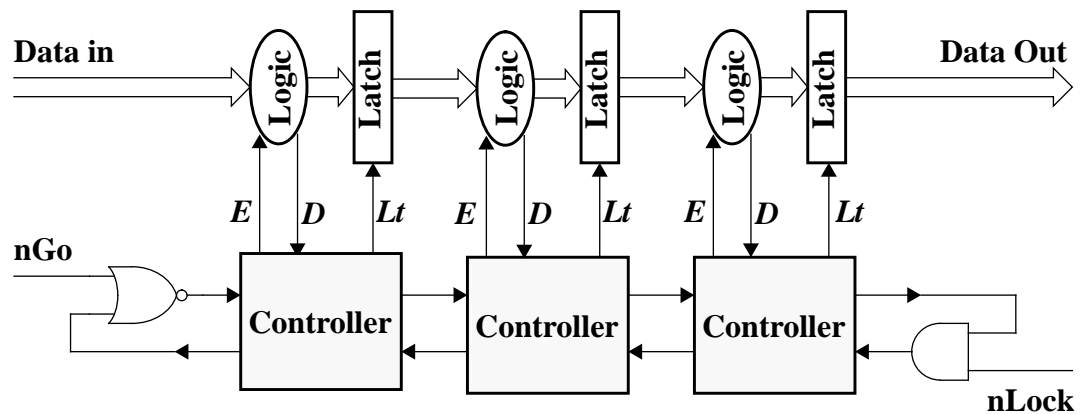 Data in
Logic
Latch
Logic
Latch
Logic
Latch
Data Out
E
D
Lt
E
D
Lt
E
D
Lt
nGo
Controller
Controller
Controller
nLock